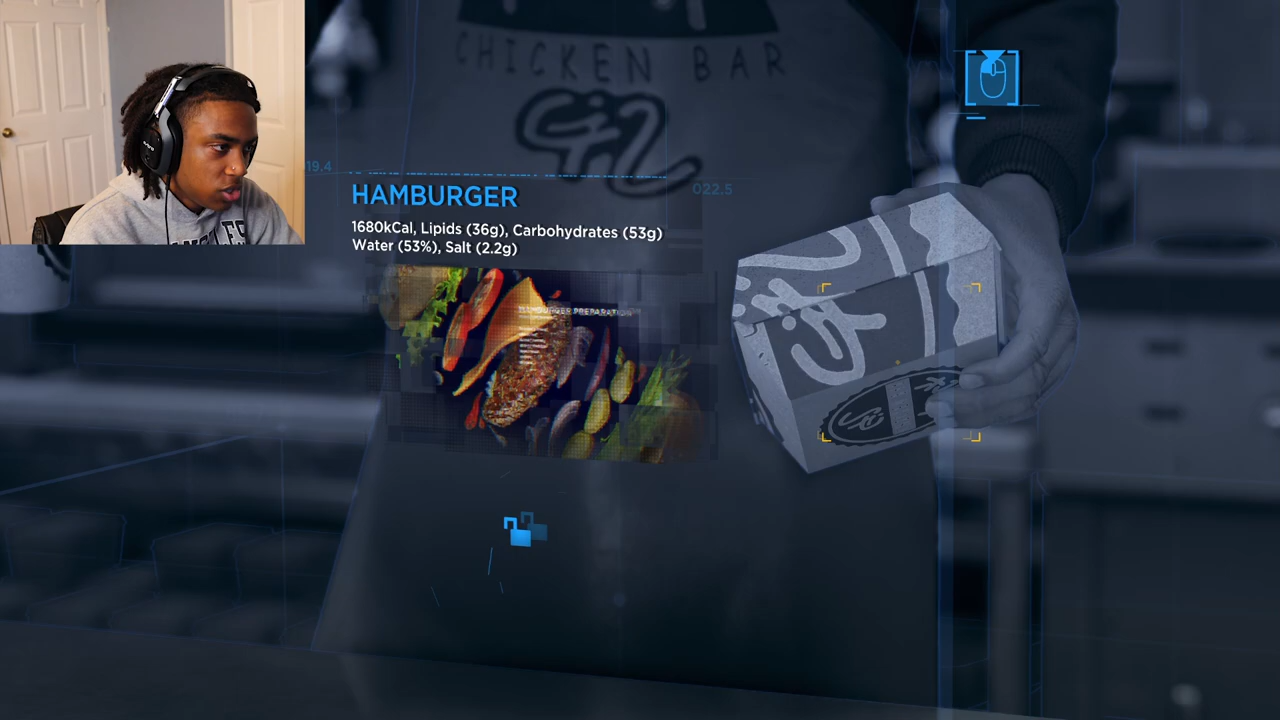 CHICKEN BAR
19.4
HAMBURGER
022.5
1680kCal, Lipids (36g), Carbohydrates (53g)
Water (53%), Salt (2.2g)